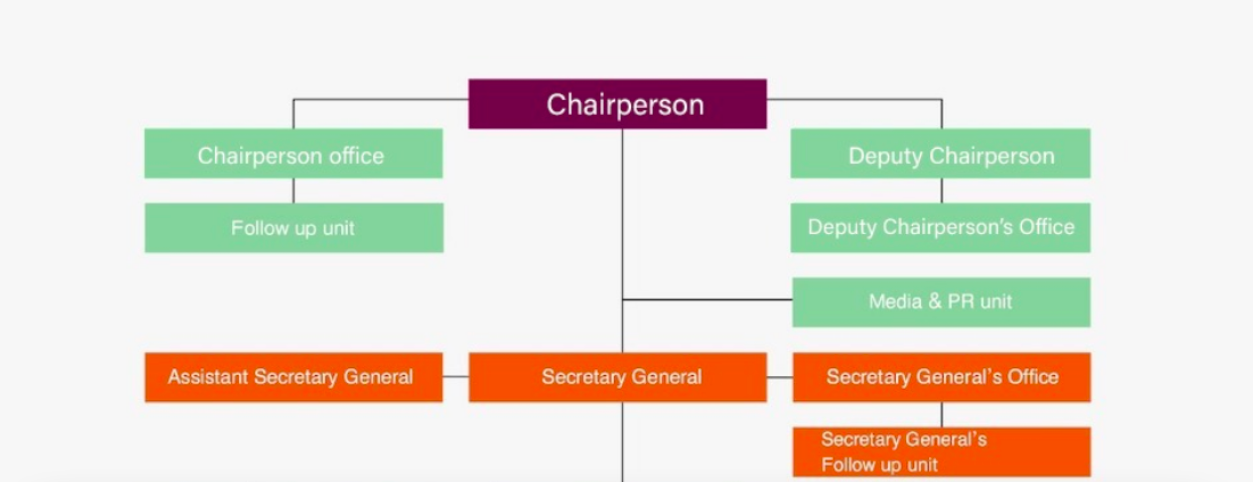 Chairperson
Chairperson office
Deputy Chairperson
Follow up unit
Deputy Chairperson's Office
Media & PR unit
Assistant Secretary General
Secretary General
Secretary General's Office
Secretary General's
Follow up unit